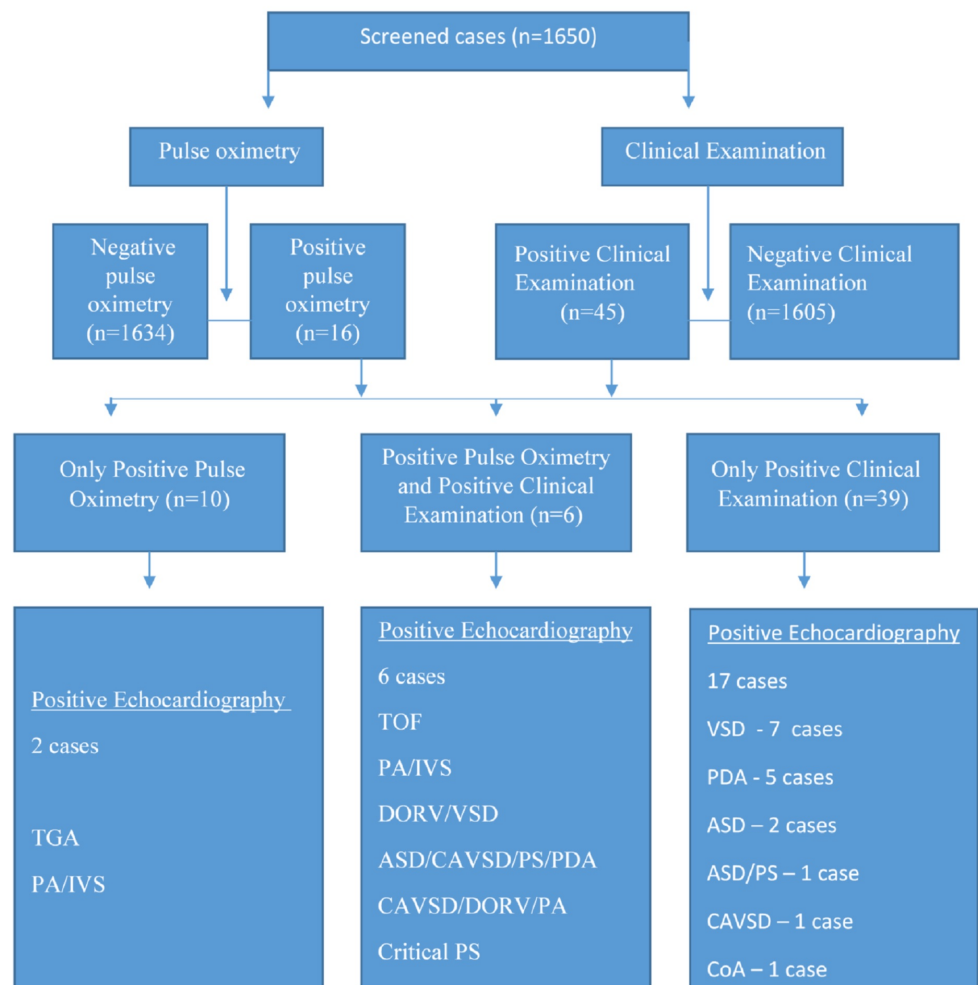 Screened cases (n=1650)
Pulse oximetry
Clinical Examination
Negative
pulse
oximetry
(n=1634)
Positive
pulse
oximetry
(n=16)
Positive Clinical
Examination
(n=45)
Negative Clinical
Examination
(n=1605)
Only Positive Pulse
Oximetry (n=10)
Positive Pulse Oximetry
and Positive Clinical
Examination (n=6)
Only Positive Clinical
Examination (n=39)
Positive Echocardiography
2 cases
TGA
PA/IVS
Positive Echocardiography
6 cases
TOF
PA/IVS
DORV/VSD
ASD/CAVSD/PS/PDA
CAVSD/DORV/PA
Critical PS
Positive Echocardiography
17 cases
VSD - 7 cases
PDA - 5 cases
ASD – 2 cases
ASD/PS – 1 case
CAVSD – 1 case
CoA – 1 case